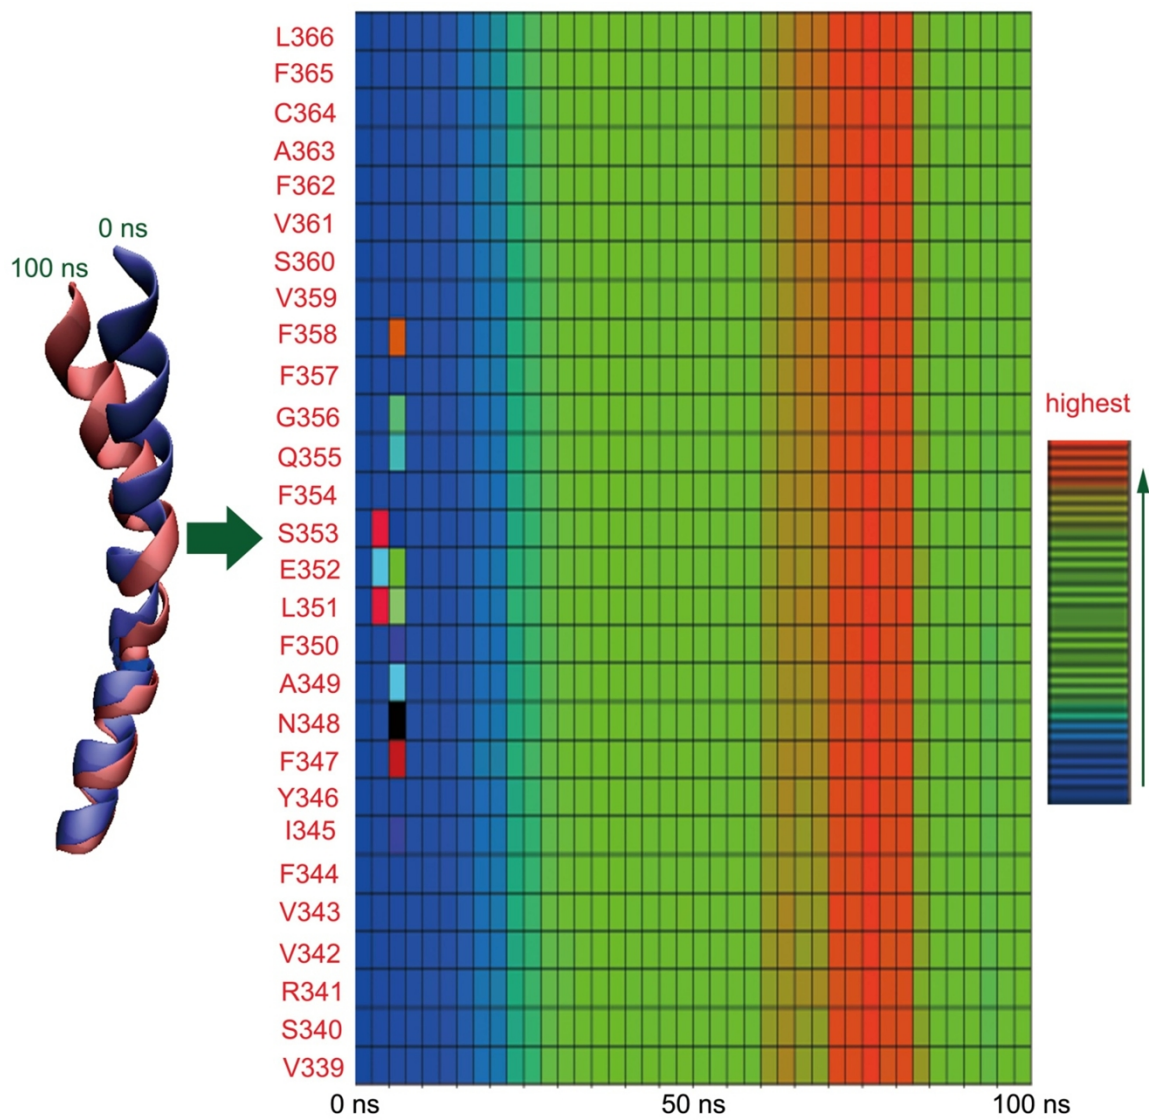 0 ns
100 ns
L366
F365
C364
A363
F362
V361
S360
V359
F358
F357
G356
Q355
F354
S353
E352
L351
F350
A349
N348
F347
Y346
I345
F344
V343
V342
R341
S340
V339
0 ns
50 ns
100 ns
highest